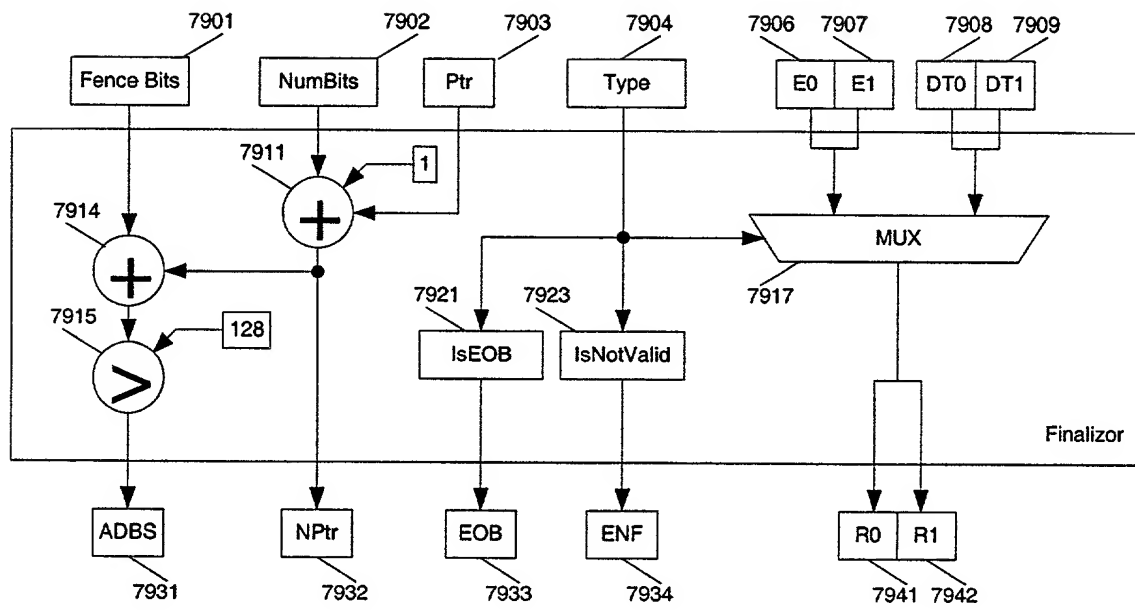 7901 7902 7903 7904 7906 7907 7908 7909
Fence Bits NumBits Ptr Type E0 E1 DT0 DT1
7911 1
+
7914
+
MUX
7917
7915 128
>
7921 7923
IsEOB IsNotValid
Finalizor
ADBS NPtr EOB ENF R0 R1
7931 7932 7933 7934 7941 7942